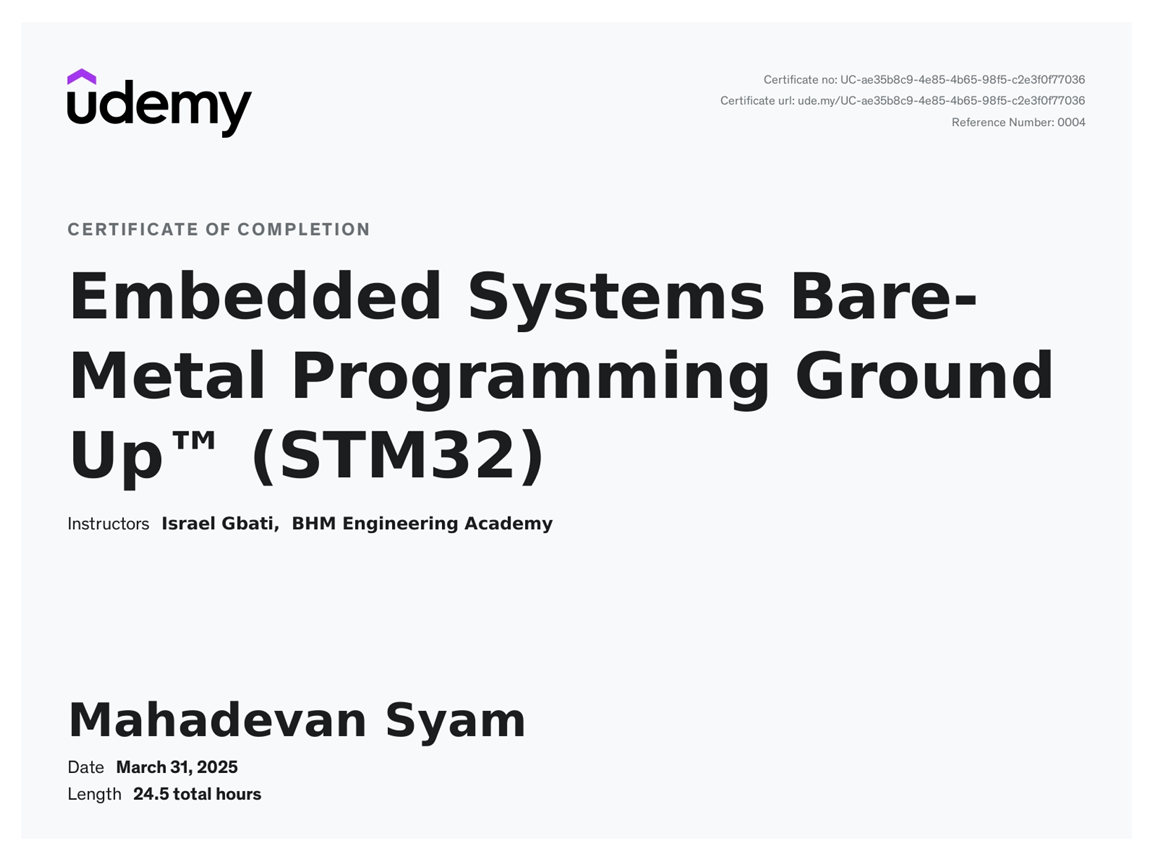 udemy
Certificate no: UC-ae35b8c9-4e85-4b65-98f5-c2e3f0f77036
Certificate url: ude.my/UC-ae35b8c9-4e85-4b65-98f5-c2e3f0f77036
Reference Number: 0004
CERTIFICATE OF COMPLETION
Embedded Systems Bare-
Metal Programming Ground
Up™ (STM32)
Instructors Israel Gbati, BHM Engineering Academy
Mahadevan Syam
Date March 31, 2025
Length 24.5 total hours